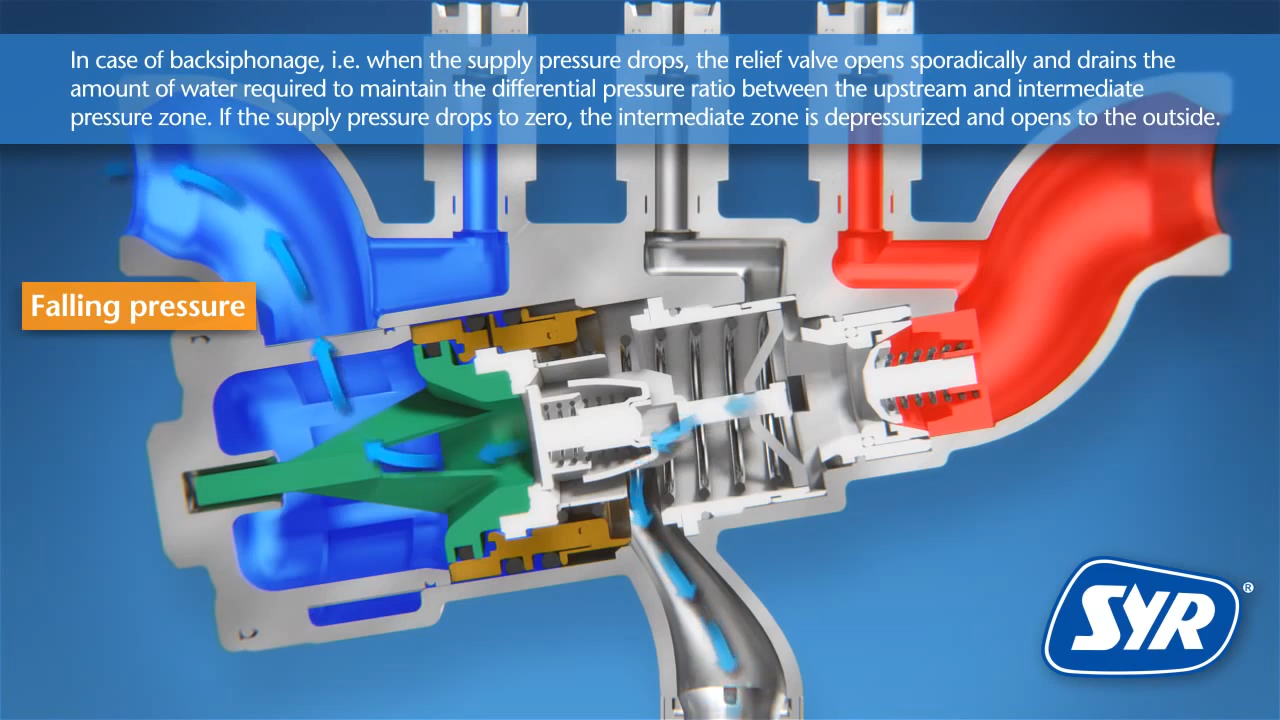 In case of backsiphonage, i.e. when the supply pressure drops, the relief valve opens sporadically and drains the
amount of water required to maintain the differential pressure ratio between the upstream and intermediate
pressure zone. If the supply pressure drops to zero, the intermediate zone is depressurized and opens to the outside.
Falling pressure
SYR®